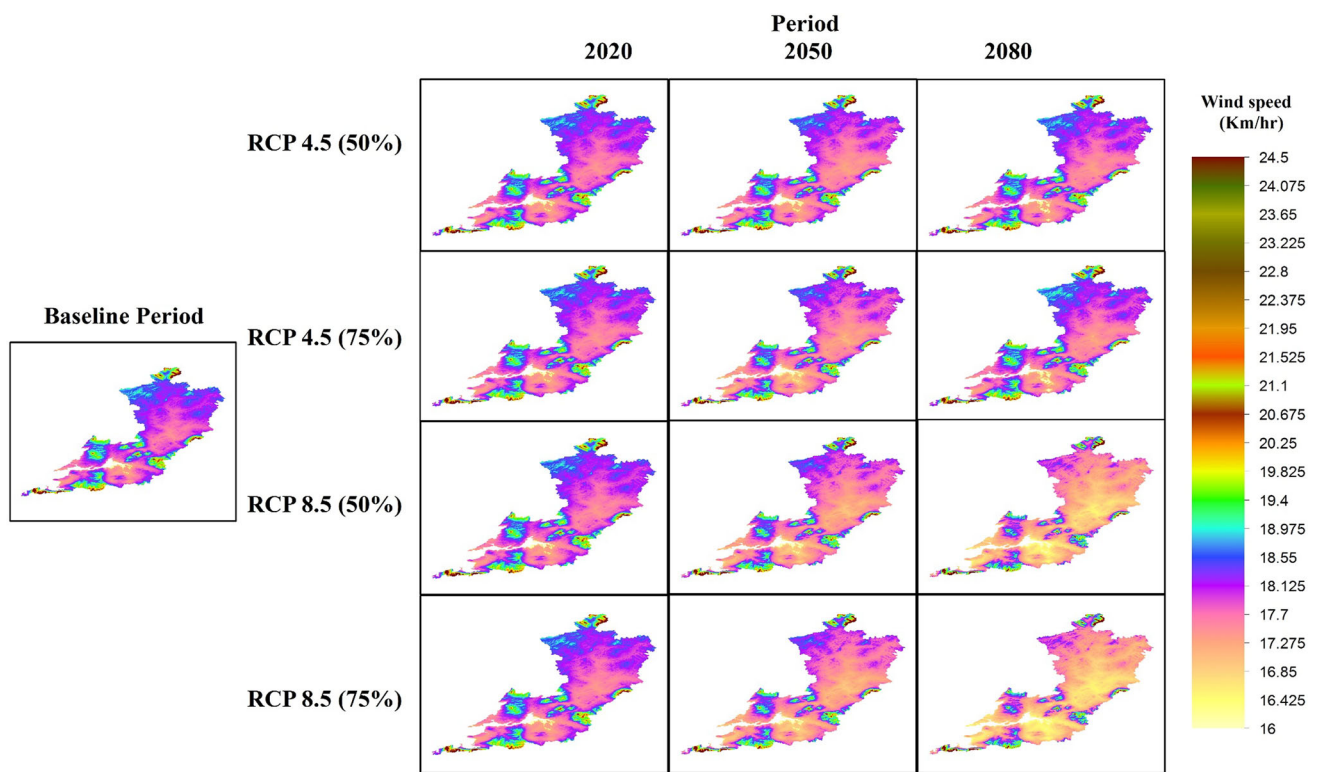 Period
2020 2050 2080
Wind speed
(Km/hr)
RCP 4.5 (50%)
RCP 4.5 (75%)
Baseline Period
RCP 8.5 (50%)
RCP 8.5 (75%)
24.5
24.075
23.65
23.225
22.8
22.375
21.95
21.525
21.1
20.675
20.25
19.825
19.4
18.975
18.55
18.125
17.7
17.275
16.85
16.425
16